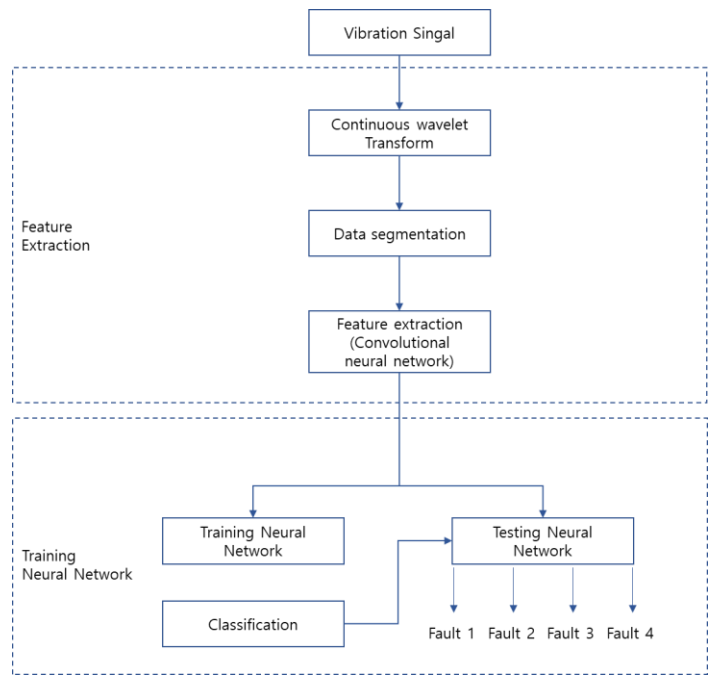 Vibration Singal
Continuous wavelet
Transform
Feature
Extraction
Data segmentation
Feature extraction
(Convolutional
neural network)
Training Neural
Network
Testing Neural
Network
Training
Neural Network
Classification
Fault 1
Fault 2
Fault 3
Fault 4